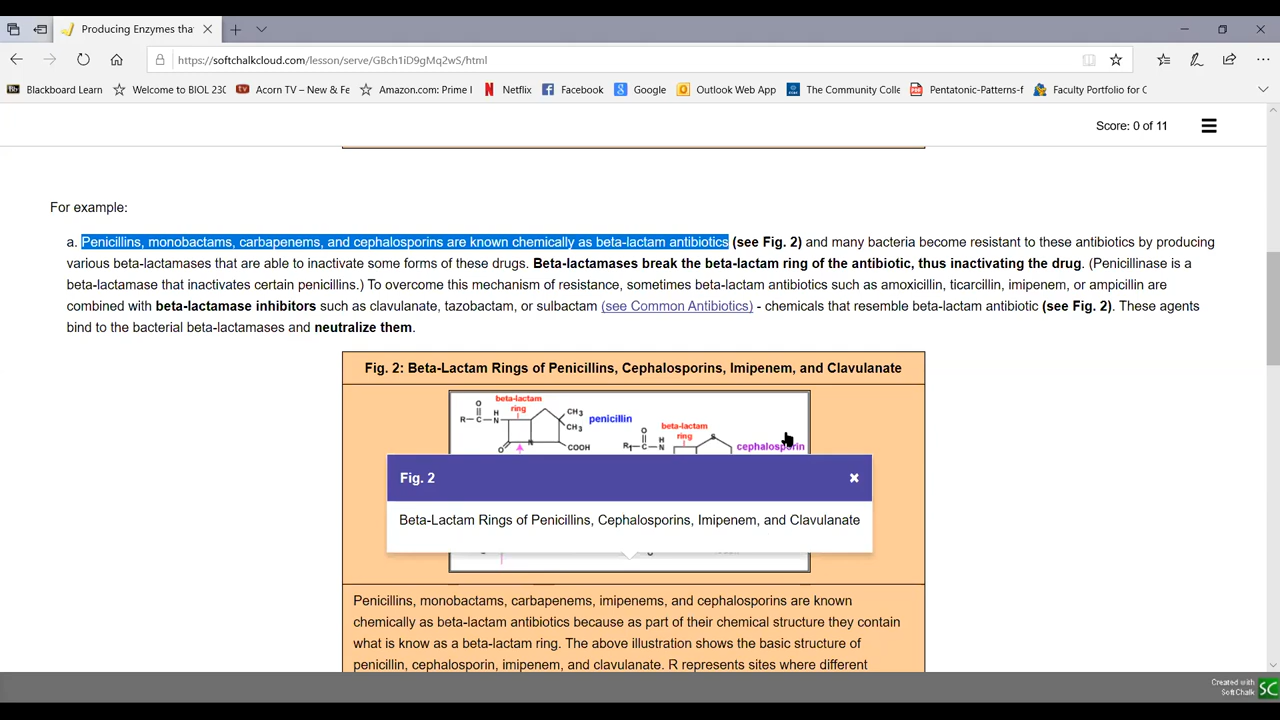 Producing Enzymes tha
https://softchalkcloud.com/lesson/serve/GBch1iD9gMq2wS/html
Blackboard Learn Welcome to BIOL 230 Acorn TV – New & Fe Amazon.com: Prime I Netflix Facebook Google Outlook Web App The Community Colle Pentatonic-Patterns-f Faculty Portfolio for C
Score: 0 of 11
For example:
a. Penicillins, monobactams, carbapenems, and cephalosporins are known chemically as beta-lactam antibiotics (see Fig. 2) and many bacteria become resistant to these antibiotics by producing
various beta-lactamases that are able to inactivate some forms of these drugs. Beta-lactamases break the beta-lactam ring of the antibiotic, thus inactivating the drug. (Penicillinase is a
beta-lactamase that inactivates certain penicillins.) To overcome this mechanism of resistance, sometimes beta-lactam antibiotics such as amoxicillin, ticarcillin, imipenem, or ampicillin are
combined with beta-lactamase inhibitors such as clavulanate, tazobactam, or sulbactam (see Common Antibiotics) - chemicals that resemble beta-lactam antibiotic (see Fig. 2). These agents
bind to the bacterial beta-lactamases and neutralize them.
Fig. 2: Beta-Lactam Rings of Penicillins, Cephalosporins, Imipenem, and Clavulanate
beta-lactam
ring
O
R–C–N
H
CH3
CH3
penicillin
O
N
COOH
beta-lactam
ring
O
R1 C N
H
S
cephalosporin
Fig. 2
Beta-Lactam Rings of Penicillins, Cephalosporins, Imipenem, and Clavulanate
Penicillins, monobactams, carbapenems, imipenems, and cephalosporins are known
chemically as beta-lactam antibiotics because as part of their chemical structure they contain
what is know as a beta-lactam ring. The above illustration shows the basic structure of
penicillin, cephalosporin, imipenem, and clavulanate. R represents sites where different
Created with
SoftChalk
SC